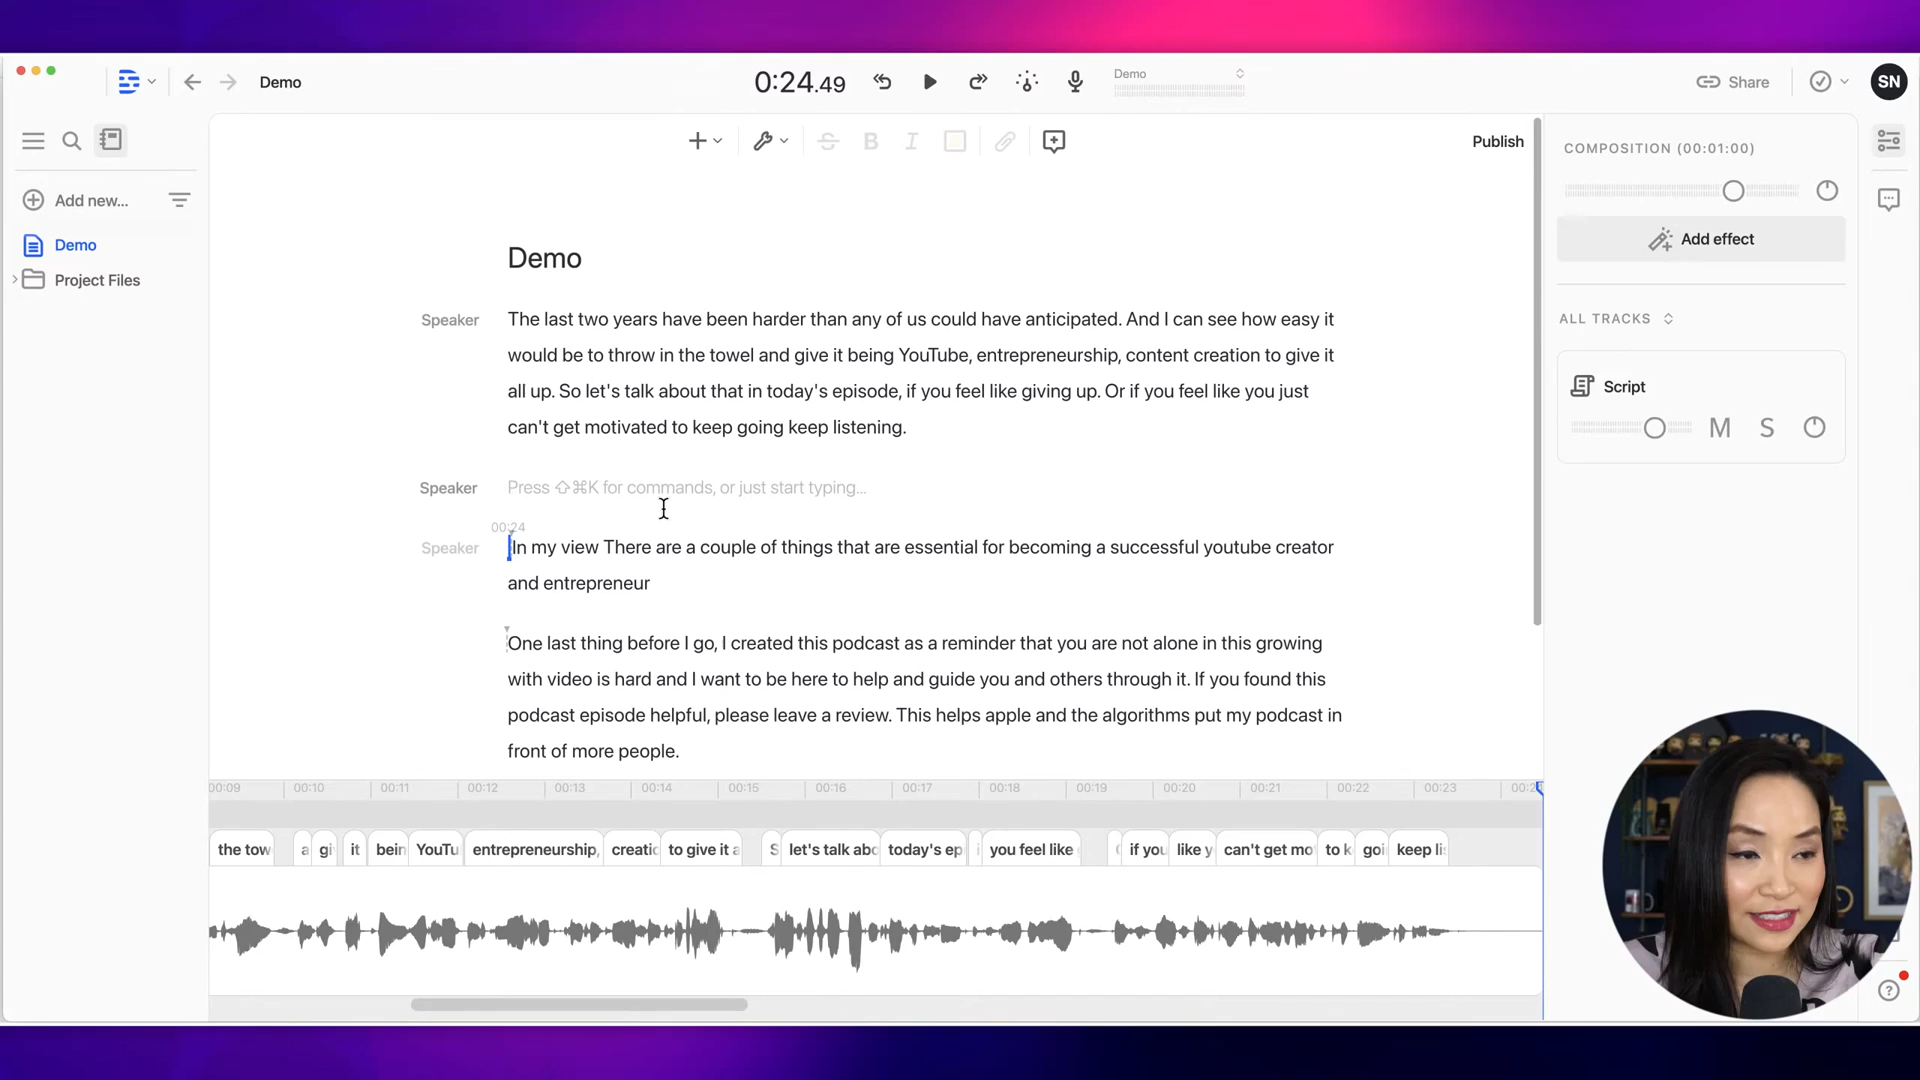 Demo
0:24.49
Demo
Share
SN
Publish
COMPOSITION (00:01:00)
Add new...
Add effect
Demo
Demo
Project Files
Speaker
The last two years have been harder than any of us could have anticipated. And I can see how easy it
would be to throw in the towel and give it being YouTube, entrepreneurship, content creation to give it
all up. So let's talk about that in today's episode, if you feel like giving up. Or if you feel like you just
can't get motivated to keep going keep listening.
ALL TRACKS
Script
M S
Speaker
Press ⇧⌘K for commands, or just start typing...
00:24
Speaker
In my view There are a couple of things that are essential for becoming a successful youtube creator
and entrepreneur
One last thing before I go, I created this podcast as a reminder that you are not alone in this growing
with video is hard and I want to be here to help and guide you and others through it. If you found this
podcast episode helpful, please leave a review. This helps apple and the algorithms put my podcast in
front of more people.
00:09 00:10 00:11 00:12 00:13 00:14 00:15 00:16 00:17 00:18 00:19 00:20 00:21 00:22 00:23 00:2
the tow a gi it bein YouTu entrepreneurship, creatic to give it a S let's talk abc today's ep i you feel like if you like y can't get mo to k goi keep lis